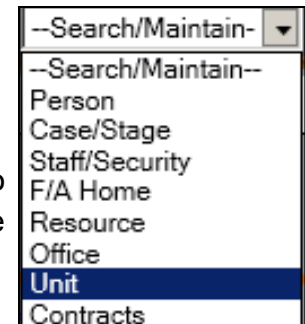 --Search/Maintain-
--Search/Maintain--
Person
Case/Stage
Staff/Security
F/A Home
Resource
Office
Unit
Contracts